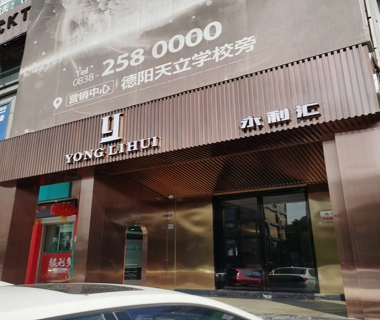 CKT
Tel
0838- 258 0000
营销中心 德阳天立学校旁
YONG LIHUI
永利汇